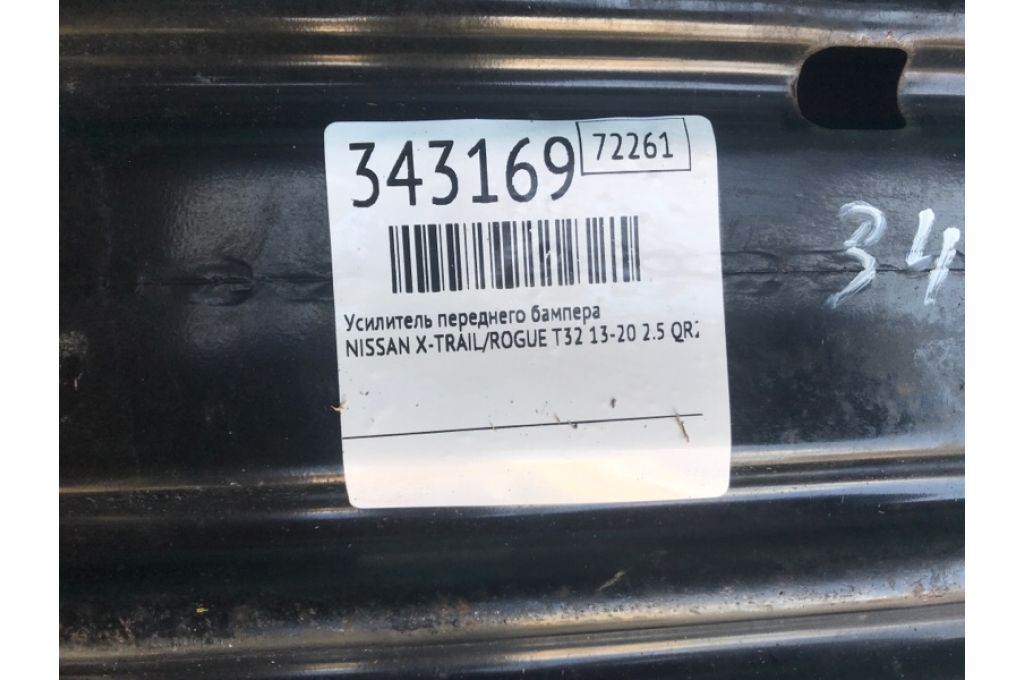 343169
72261
Усилитель переднего бампера
NISSAN X-TRAIL/ROGUE T32 13-20 2.5
34